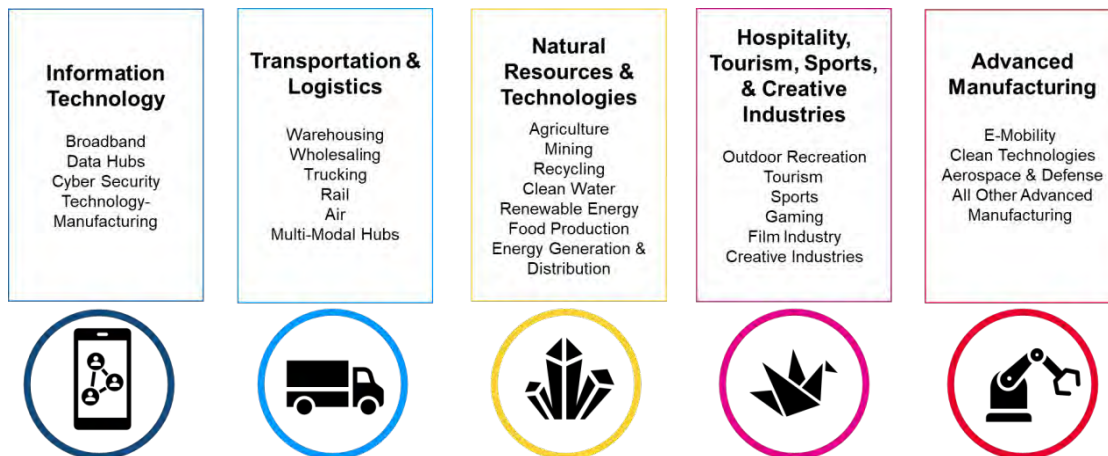 Information
Technology
Broadband
Data Hubs
Cyber Security
Technology-
Manufacturing
Transportation &
Logistics
Warehousing
Wholesaling
Trucking
Rail
Air
Multi-Modal Hubs
Natural
Resources &
Technologies
Agriculture
Mining
Recycling
Clean Water
Renewable Energy
Food Production
Energy Generation &
Distribution
Hospitality,
Tourism, Sports,
& Creative
Industries
Outdoor Recreation
Tourism
Sports
Gaming
Film Industry
Creative Industries
Advanced
Manufacturing
E-Mobility
Clean Technologies
Aerospace & Defense
All Other Advanced
Manufacturing